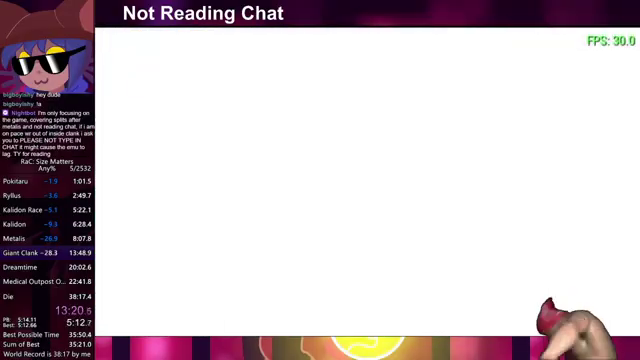 Not Reading Chat
FPS: 30.0
bigboyishy: hey dude
bigboyishy: !a
Nightbot: I'm only focusing on
the game, covering splits after
metalis and not reading chat, if i am
on pace wr out of inside clank i ask
you to PLEASE NOT TYPE IN
CHAT it might cause the emu to
lag. TY for reading
RaC: Size Matters
Any% 5/2532
Pokitaru -1.9 1:01.5
Ryllus -3.6 2:49.7
Kalidon Race -5.1 5:22.1
Kalidon -9.3 6:28.4
Metalis -26.9 8:07.8
Giant Clank -28.3 13:48.9
Dreamtime 20:02.6
Medical Outpost O... 22:41.8
Die 38:17.4
13:20.5
PB: 5:14.11
Best: 5:12.66
5:12.7
Best Possible Time 35:50.4
Sum of Best 35:21.0
World Record is 38:17 by me